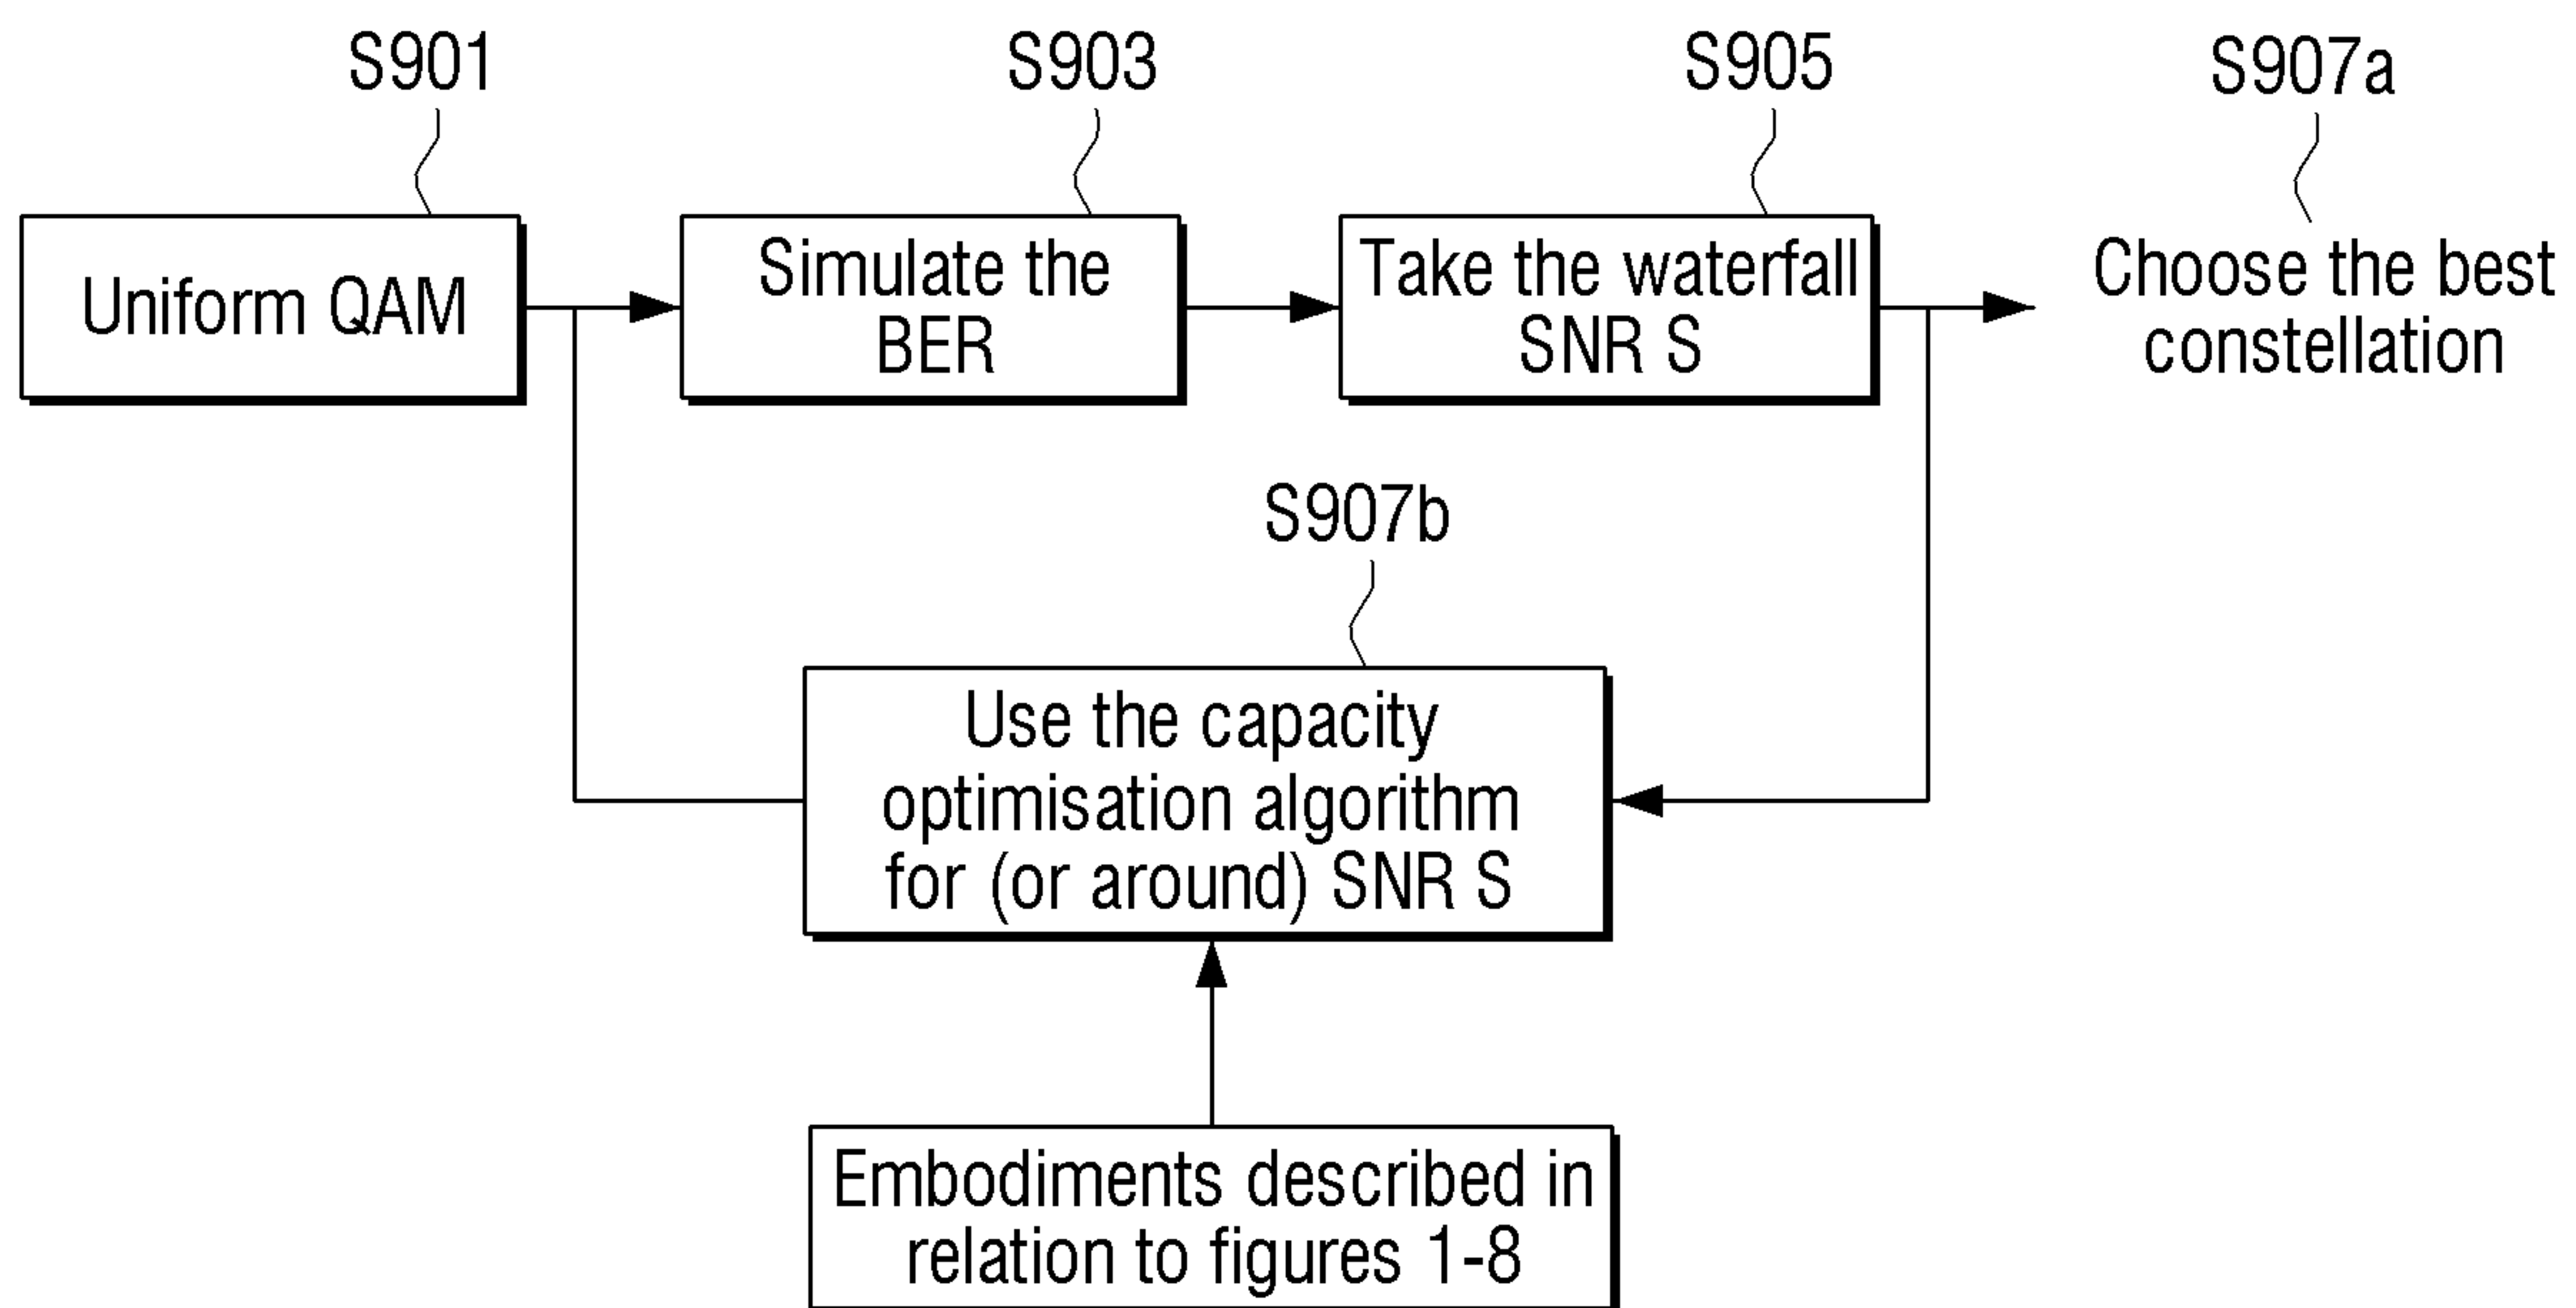 S901
S903
S905
S907a
Uniform QAM
Simulate the
BER
Take the waterfall
SNR S
Choose the best
constellation
S907b
Use the capacity
optimisation algorithm
for (or around) SNR S
Embodiments described in
relation to figures 1-8